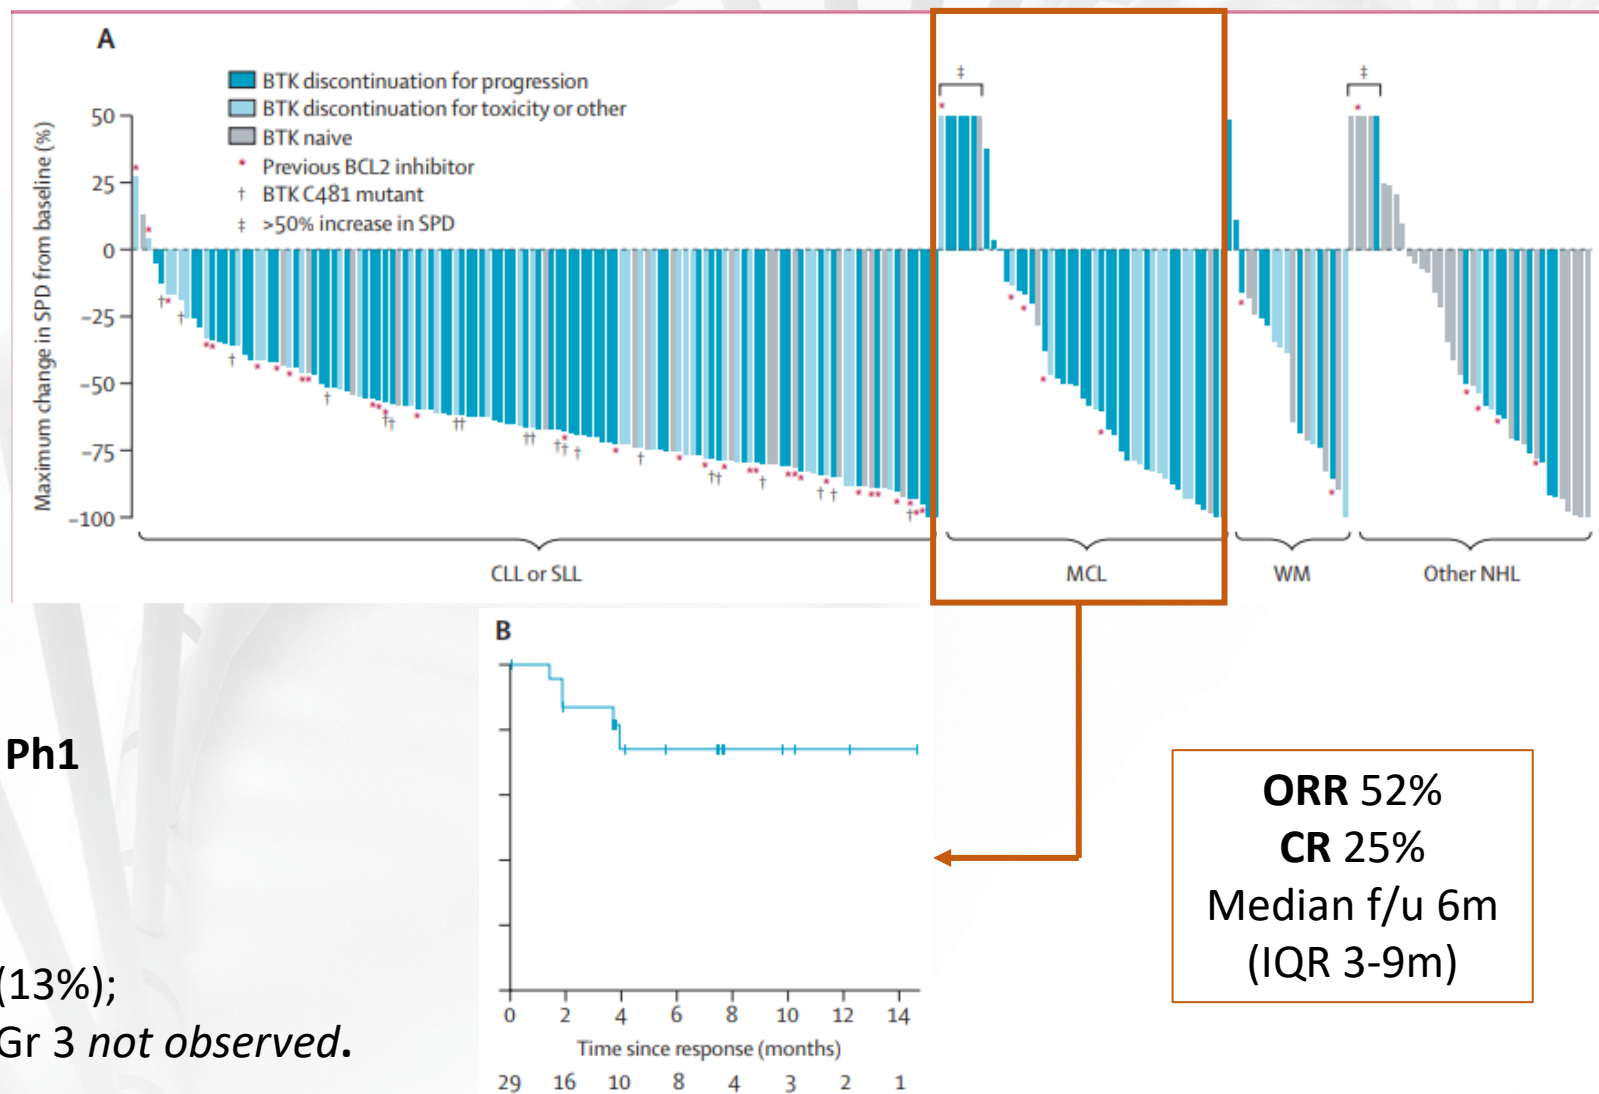 A
BTK discontinuation for progression
BTK discontinuation for toxicity or other
BTK naive
* Previous BCL2 inhibitor
† BTK C481 mutant
‡ >50% increase in SPD
‡
‡
Maximum change in SPD from baseline (%)
50
25
0
−25
−50
−75
−100
CLL or SLL
MCL
WM
Other NHL
B
Ph1
(13%);
Gr 3 not observed.
0 2 4 6 8 10 12 14
Time since response (months)
29 16 10 8 4 3 2 1
ORR 52%
CR 25%
Median f/u 6m
(IQR 3-9m)